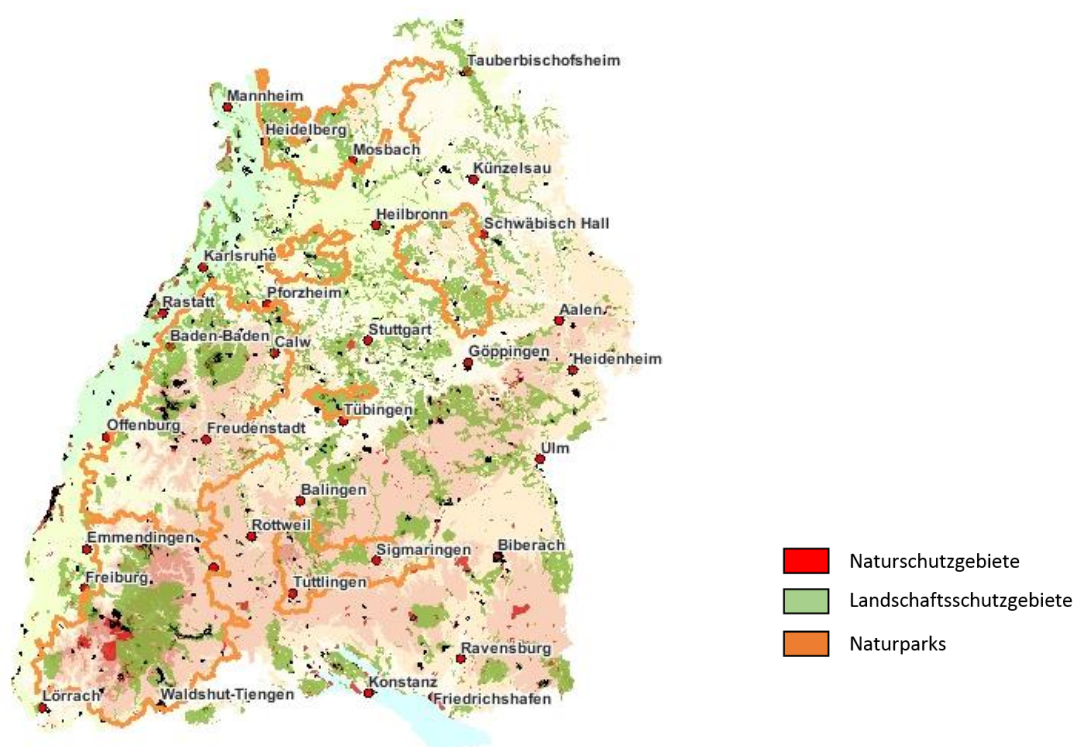 Tauberbischofsheim
Mannheim
Heidelberg
Mosbach
Künzelsau
Heilbronn
Schwäbisch Hall
Karlsruhe
Pforzheim
Rastatt
Aalen
Stuttgart
Baden-Baden
Calw
Göppingen
Heidenheim
Tübingen
Offenburg
Freudenstadt
Ulm
Balingen
Rottweil
Emmendingen
Sigmaringen
Biberach
Freiburg
Tuttlingen
Ravensburg
Konstanz
Lörrach
Waldshut-Tiengen
Friedrichshafen
Naturschutzgebiete
Landschaftsschutzgebiete
Naturparks